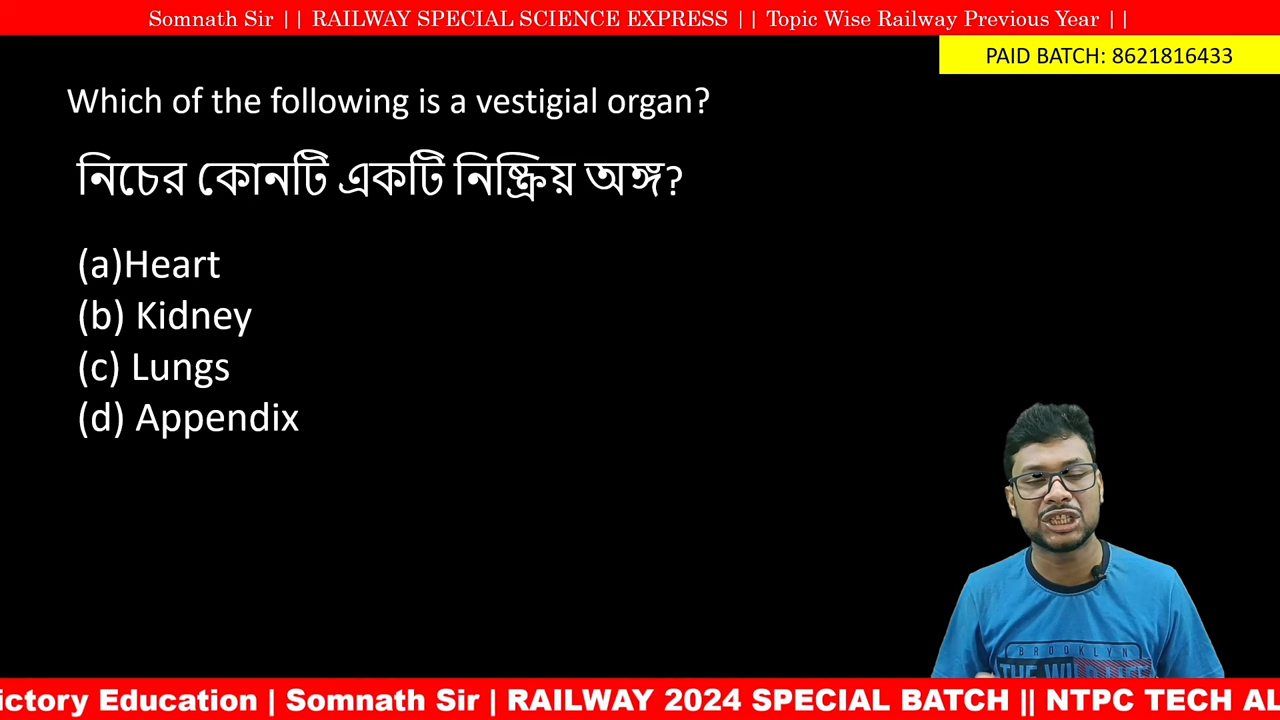 Somnath Sir || RAILWAY SPECIAL SCIENCE EXPRESS || Topic Wise Railway Previous Year ||
PAID BATCH: 8621816433
Which of the following is a vestigial organ?
নিচের কোনটি একটি নিষ্ক্রিয় অঙ্গ?
(a)Heart
(b) Kidney
(c) Lungs
(d) Appendix
BROOKLYN
ictory Education | Somnath Sir | RAILWAY 2024 SPECIAL BATCH || NTPC TECH AL